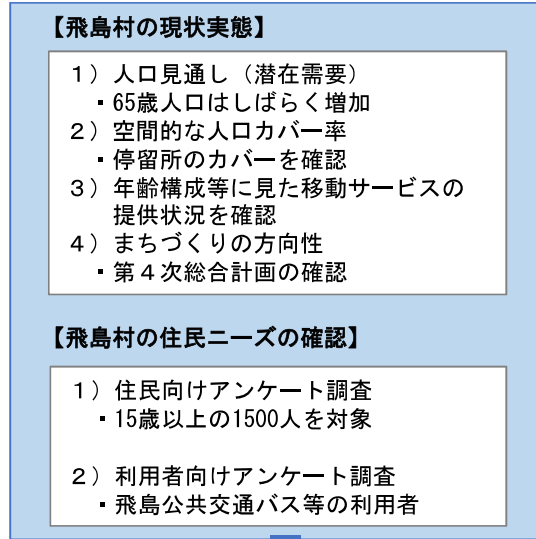 【飛島村の現状実態】
１）人口見通し（潜在需要）
・65歳人口はしばらく増加
２）空間的な人口カバー率
・停留所のカバーを確認
３）年齢構成等に見た移動サービスの
提供状況を確認
４）まちづくりの方向性
・第４次総合計画の確認
【飛島村の住民ニーズの確認】
１）住民向けアンケート調査
・15歳以上の1500人を対象
２）利用者向けアンケート調査
・飛島公共交通バス等の利用者